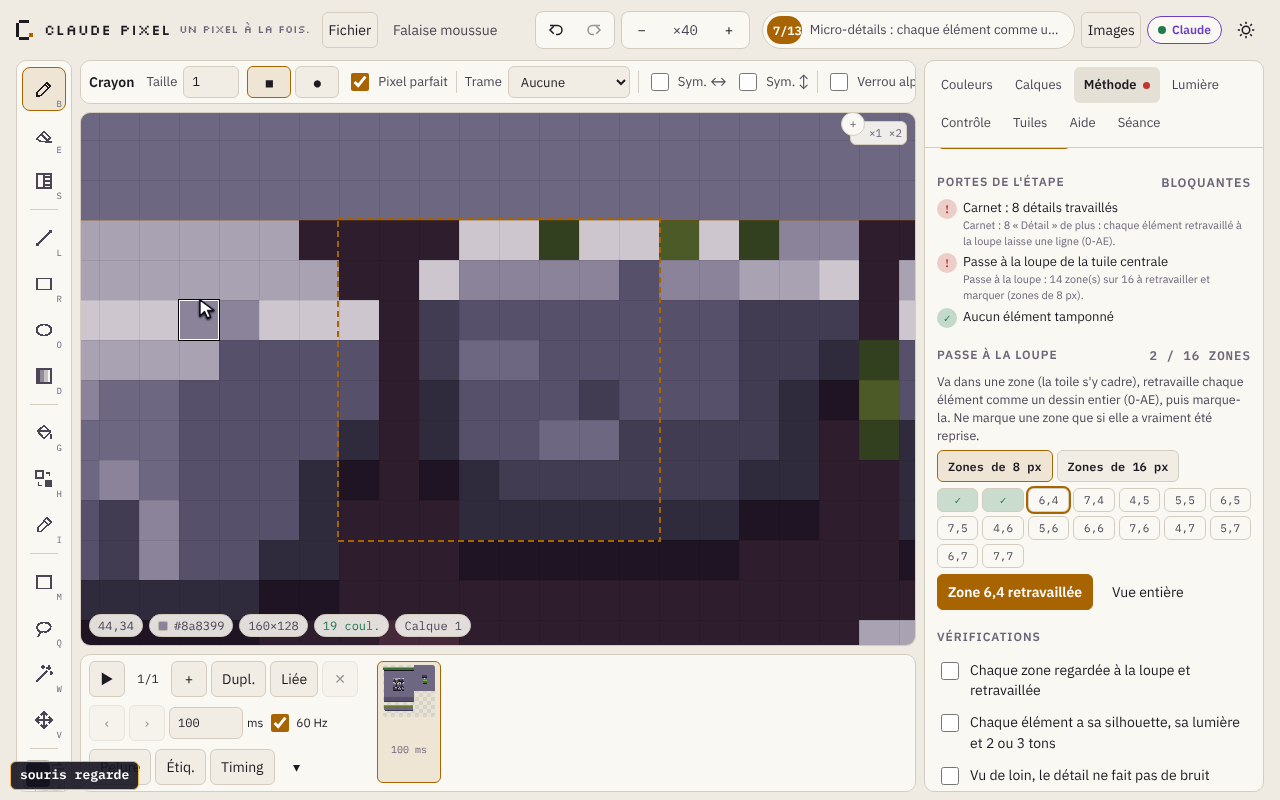 CLAUDE PIXEL UN PIXEL À LA FOIS.
Fichier
Falaise moussue
− ×40 +
7/13 Micro-détails : chaque élément comme u...
Images
Claude
Crayon Taille 1
Pixel parfait
Trame Aucune
Sym. ↔ Sym. ↕ Verrou alp
B
E
S
L
R
O
D
G
H
I
M
Q
W
V
+ ×1 ×2
44,34
#8a8399
160×128
19 coul.
Calque 1
1/1 + Dupl. Liée ×
‹ › 100 ms 60 Hz
Étiq. Timing ▼
100 ms
souris regarde
Couleurs Calques Méthode Lumière
Contrôle Tuiles Aide Séance
PORTES DE L'ÉTAPE BLOQUANTES
! Carnet : 8 détails travaillés
Carnet : 8 « Détail » de plus : chaque élément retravaillé à
la loupe laisse une ligne (0-AE).
! Passe à la loupe de la tuile centrale
Passe à la loupe : 14 zone(s) sur 16 à retravailler et
marquer (zones de 8 px).
✓ Aucun élément tamponné
PASSE À LA LOUPE 2 / 16 ZONES
Va dans une zone (la toile s'y cadre), retravaille chaque
élément comme un dessin entier (0-AE), puis marque-
la. Ne marque une zone que si elle a vraiment été
reprise.
Zones de 8 px Zones de 16 px
✓ ✓ 6,4 7,4 4,5 5,5 6,5
7,5 4,6 5,6 6,6 7,6 4,7 5,7
6,7 7,7
Zone 6,4 retravaillée Vue entière
VÉRIFICATIONS
Chaque zone regardée à la loupe et
retravaillée
Chaque élément a sa silhouette, sa lumière
et 2 ou 3 tons
Vu de loin, le détail ne fait pas de bruit